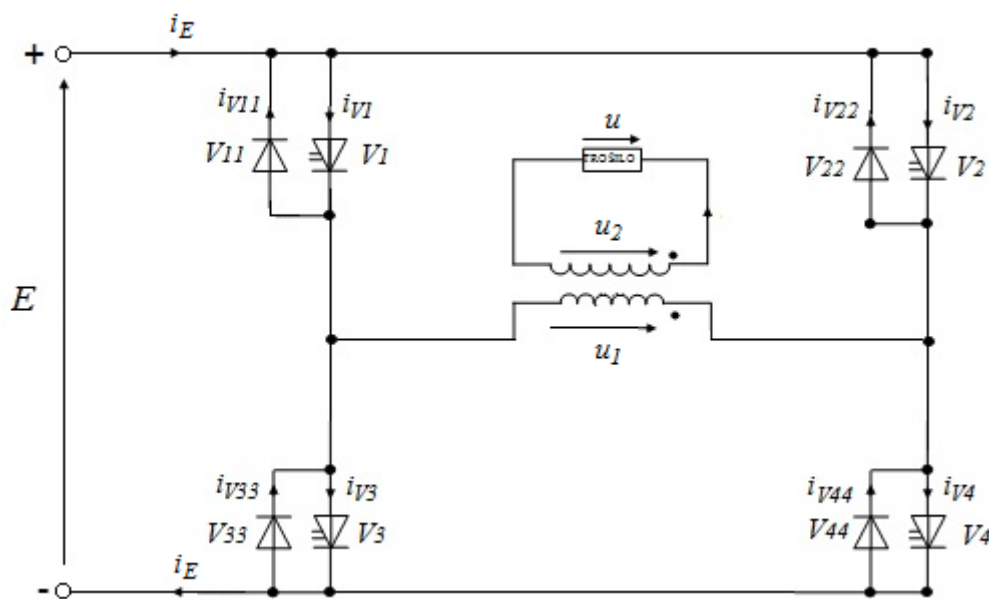 i_E
+
i_V11
i_V1
V11
V1
u
TROŠILO
i_V22
i_V2
V22
V2
u_2
E
u_1
i_V33
i_V3
V33
V3
i_V44
i_V4
V44
V4
-
i_E